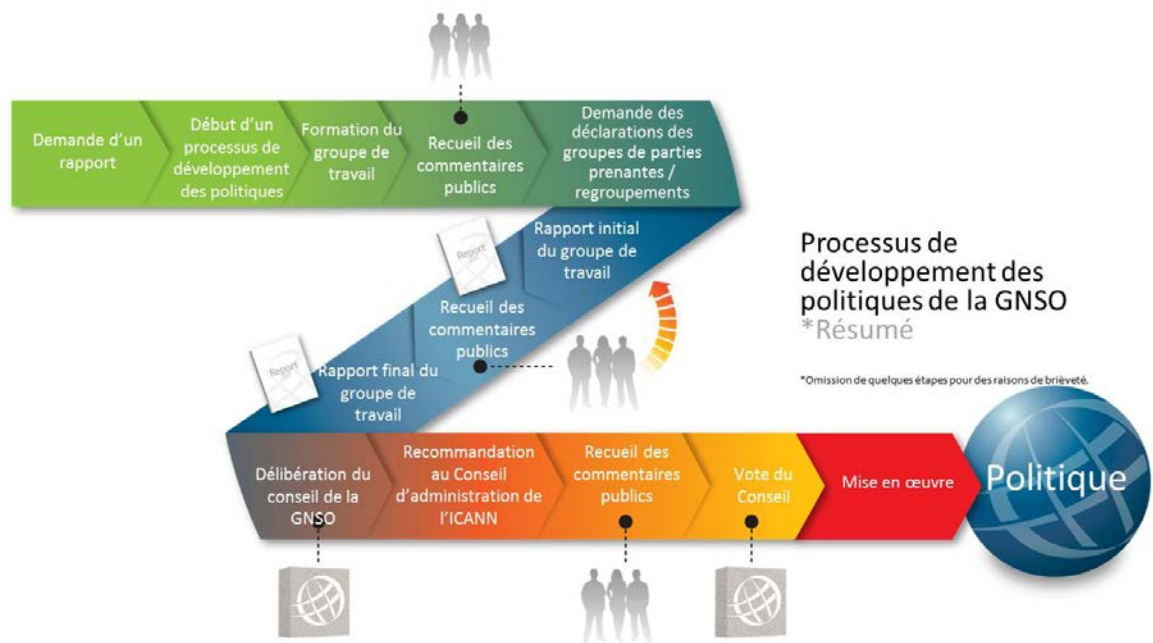 Demande d'un
rapport
Début d'un
processus de
développement
des politiques
Formation du
groupe de
travail
Recueil des
commentaires
publics
Demande des
déclarations des
groupes de parties
prenantes /
regroupements
Rapport initial
du groupe de
travail
Report
Recueil des
commentaires
publics
Report
Rapport final du
groupe de
travail
Processus de
développement des
politiques de la GNSO
*Résumé
*Omission de quelques étapes pour des raisons de brièveté.
Délibération du
conseil de la
GNSO
Recommandation
au Conseil
d'administration de
l'ICANN
Recueil des
commentaires
publics
Vote du
Conseil
Mise en œuvre
Politique